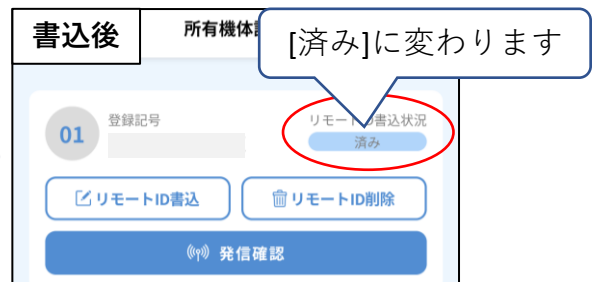 書込後
所有機体
[済み]に変わります
01
登録記号
リモート
書込状況
済み
リモートID書込
リモートID削除
発信確認